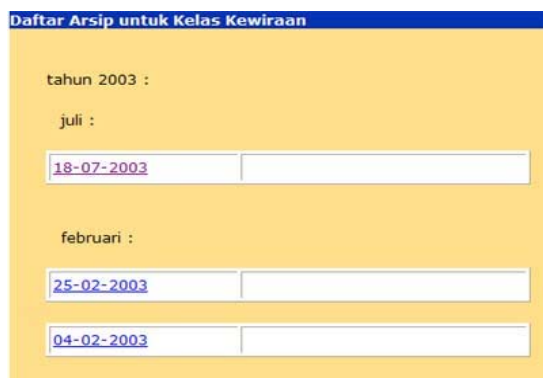 Daftar Arsip untuk Kelas Kewiraan
tahun 2003 :
juli :
18-07-2003
februari :
25-02-2003
04-02-2003